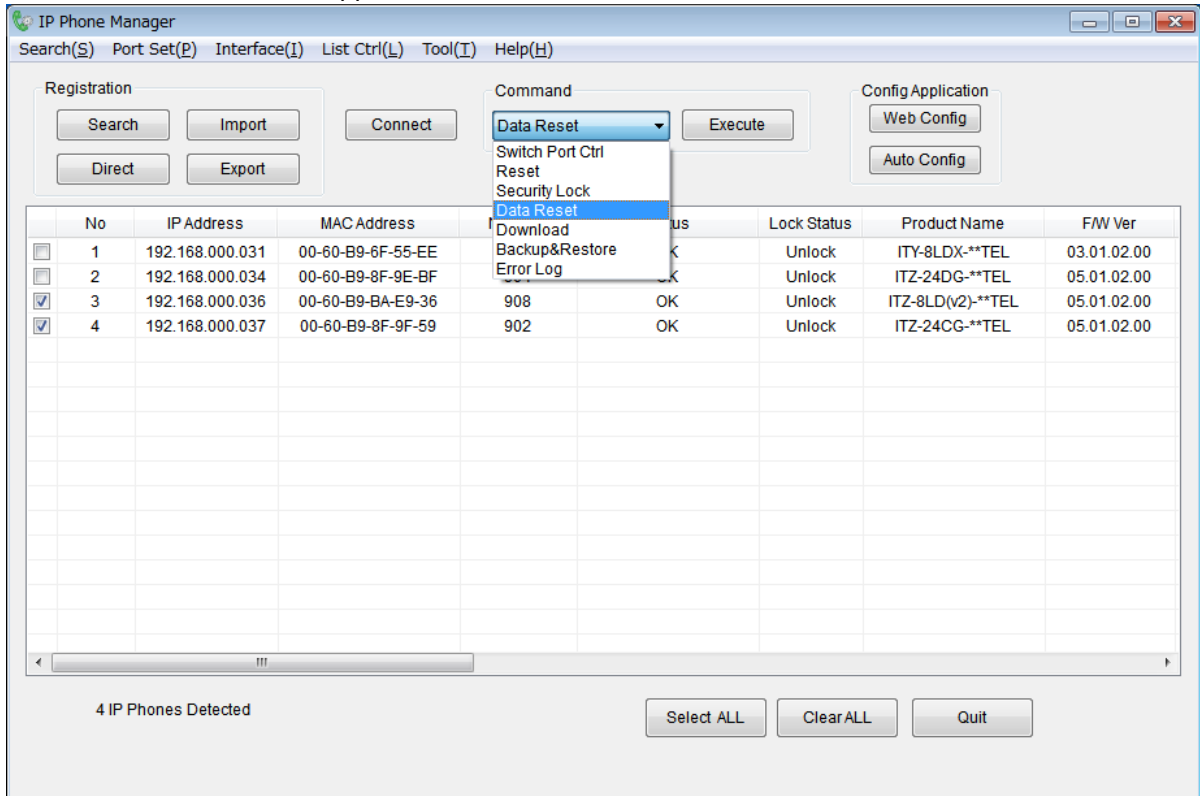 IP Phone Manager
Search(S) Port Set(P) Interface(I) List Ctrl(L) Tool(T) Help(H)
Registration
Search Import
Direct Export
Connect
Command
Data Reset Execute
Switch Port Ctrl
Reset
Security Lock
Data Reset
Download
Backup&Restore
Error Log
Config Application
Web Config
Auto Config
No IP Address MAC Address Lock Status Product Name F/W Ver
1 192.168.000.031 00-60-B9-6F-55-EE Unlock ITY-8LDX-**TEL 03.01.02.00
2 192.168.000.034 00-60-B9-8F-9E-BF OK Unlock ITZ-24DG-**TEL 05.01.02.00
3 192.168.000.036 00-60-B9-BA-E9-36 908 OK Unlock ITZ-8LD(v2)-**TEL 05.01.02.00
4 192.168.000.037 00-60-B9-8F-9F-59 902 OK Unlock ITZ-24CG-**TEL 05.01.02.00
4 IP Phones Detected
Select ALL Clear ALL Quit